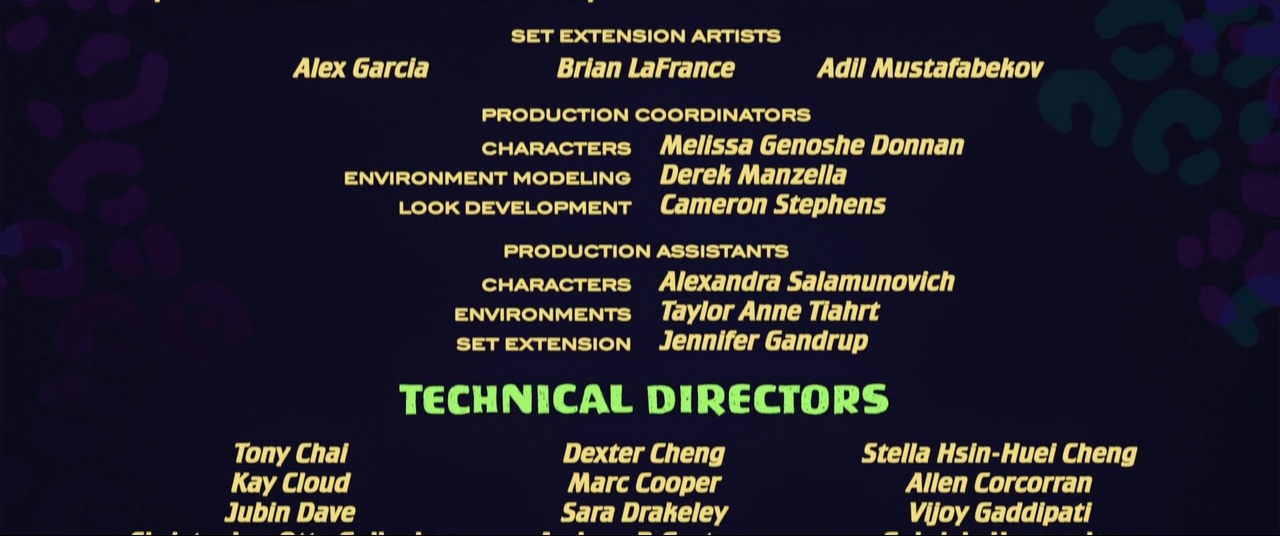 SET EXTENSION ARTISTS
Alex Garcia Brian LaFrance Adil Mustafabekov
PRODUCTION COORDINATORS
CHARACTERS Melissa Genoshe Donnan
ENVIRONMENT MODELING Derek Manzella
LOOK DEVELOPMENT Cameron Stephens
PRODUCTION ASSISTANTS
CHARACTERS Alexandra Salamunovich
ENVIRONMENTS Taylor Anne Tiahrt
SET EXTENSION Jennifer Gandrup
TECHNICAL DIRECTORS
Tony Chai Dexter Cheng Stella Hsin-Huei Cheng
Kay Cloud Marc Cooper Allen Corcorran
Jubin Dave Sara Drakeley Vijoy Gaddipati